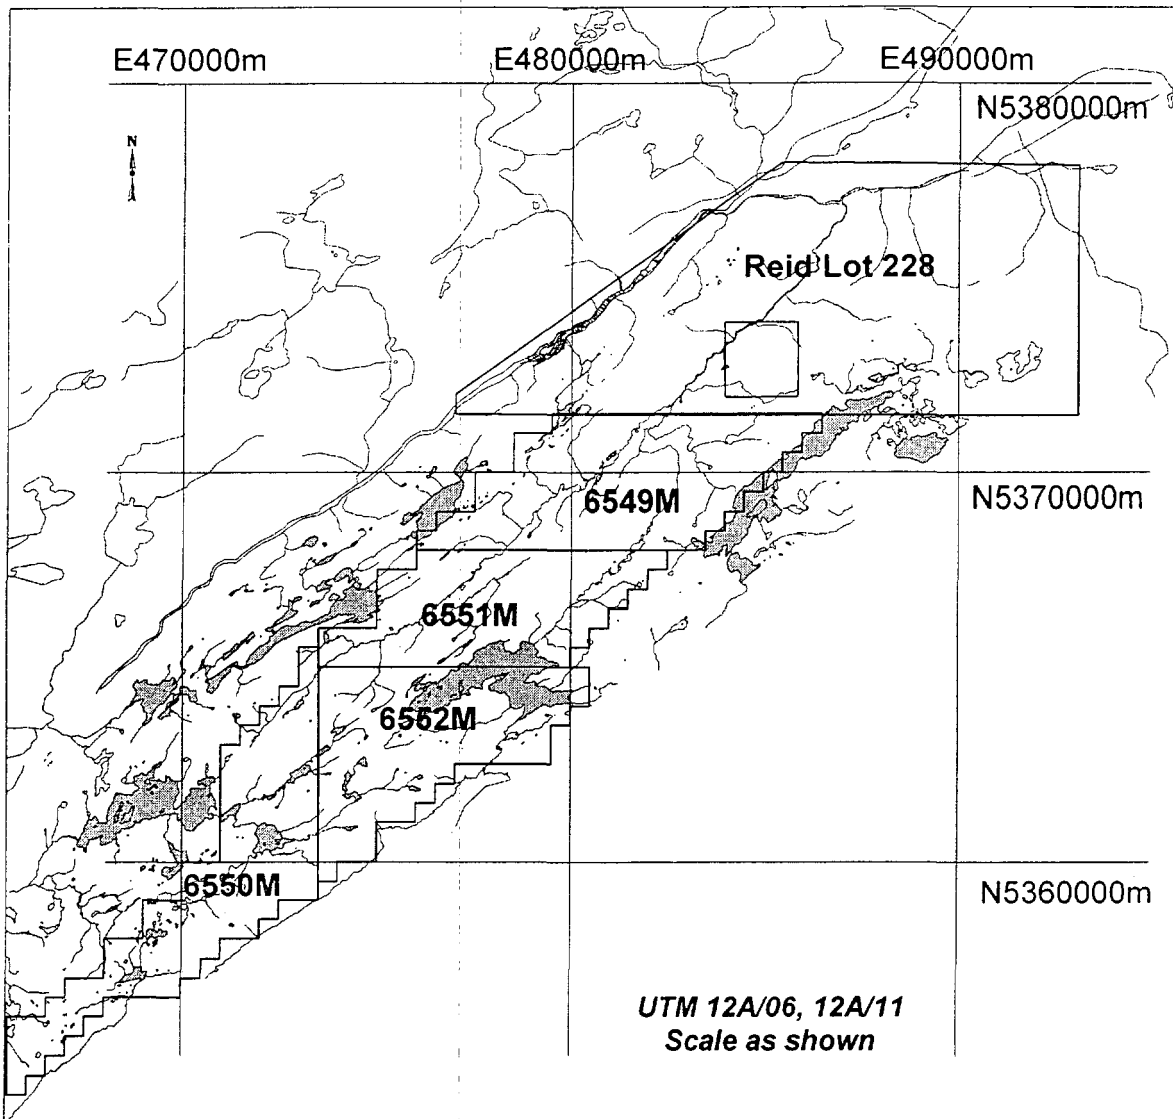 E470000m E480000m E490000m
N5380000m
N
Reid Lot 228
N5370000m
6549M
6551M
6552M
6550M
N5360000m
UTM 12A/06, 12A/11
Scale as shown